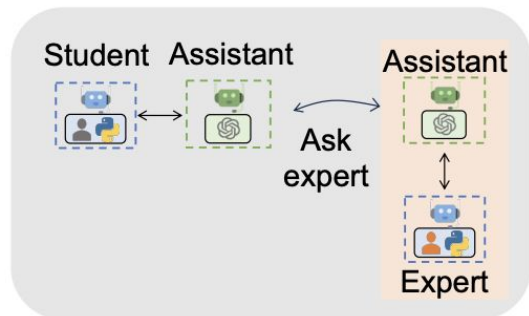 Student Assistant
Assistant
Ask
expert
Expert